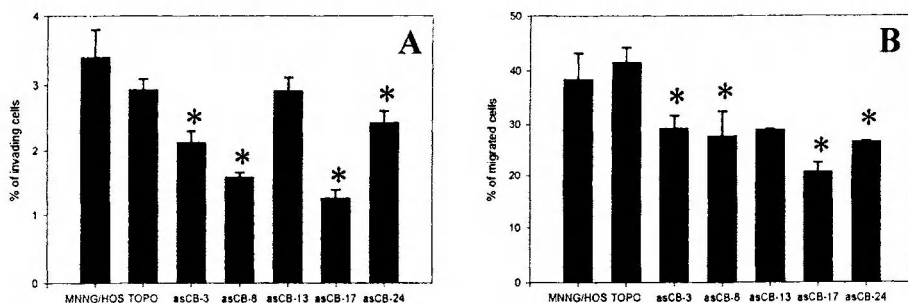 A
% of invading cells
4
3
2
1
0
* * * *
MNNG/HOS TOPO asCB-3 asCB-8 asCB-13 asCB-17 asCB-24
B
% of migrated cells
50
40
30
20
10
0
* * * *
MNNG/HOS TOPO asCB-3 asCB-8 asCB-13 asCB-17 asCB-24